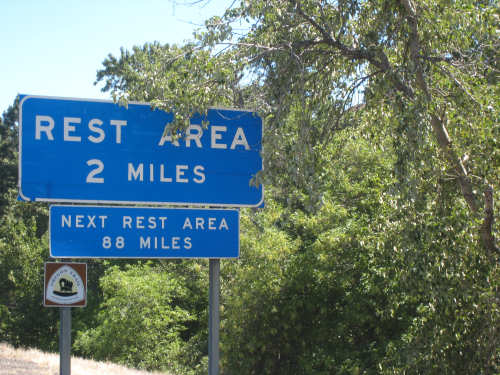 REST AREA
2 MILES
NEXT REST AREA
88 MILES